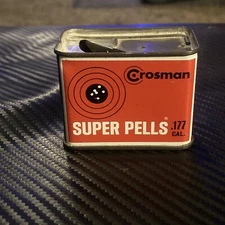 Crosman
SUPER PELLS® .177
CAL.